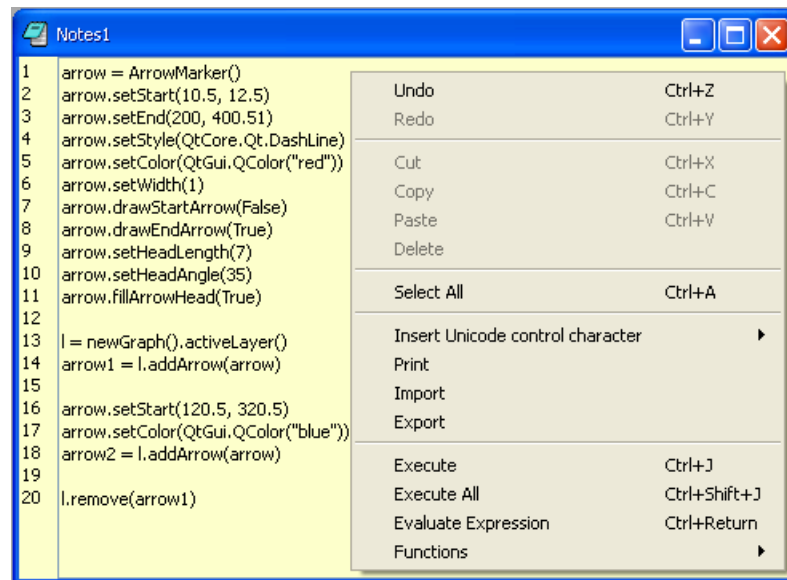 Notes1
1 arrow = ArrowMarker()
2 arrow.setStart(10.5, 12.5)
3 arrow.setEnd(200, 400.51)
4 arrow.setStyle(QtCore.Qt.DashLine)
5 arrow.setColor(QtGui.QColor("red"))
6 arrow.setWidth(1)
7 arrow.drawStartArrow(False)
8 arrow.drawEndArrow(True)
9 arrow.setHeadLength(7)
10 arrow.setHeadAngle(35)
11 arrow.fillArrowHead(True)
12
13 l = newGraph().activeLayer()
14 arrow1 = l.addArrow(arrow)
15
16 arrow.setStart(120.5, 320.5)
17 arrow.setColor(QtGui.QColor("blue"))
18 arrow2 = l.addArrow(arrow)
19
20 l.remove(arrow1)
Undo Ctrl+Z
Redo Ctrl+Y
Cut Ctrl+X
Copy Ctrl+C
Paste Ctrl+V
Delete
Select All Ctrl+A
Insert Unicode control character
Print
Import
Export
Execute Ctrl+J
Execute All Ctrl+Shift+J
Evaluate Expression Ctrl+Return
Functions